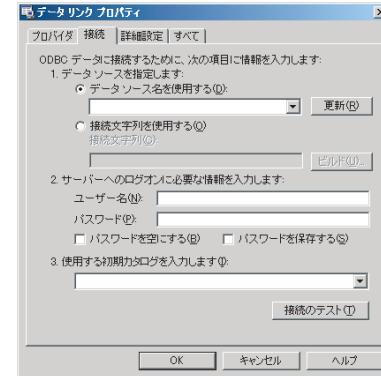 データ リンク プロパティ
プロバイダ 接続 詳細設定 すべて
ODBC データに接続するために、次の項目に情報を入力します:
1. データ ソースを指定します:
データ ソース名を使用する(D):
更新(R)
接続文字列を使用する(O)
接続文字列(C):
ビルド(U)...
2. サーバーへのログオンに必要な情報を入力します:
ユーザー名(N):
パスワード(P):
パスワードを空にする(B) パスワードを保存する(S)
3. 使用する初期カタログを入力します(I):
接続のテスト(T)
OK キャンセル ヘルプ